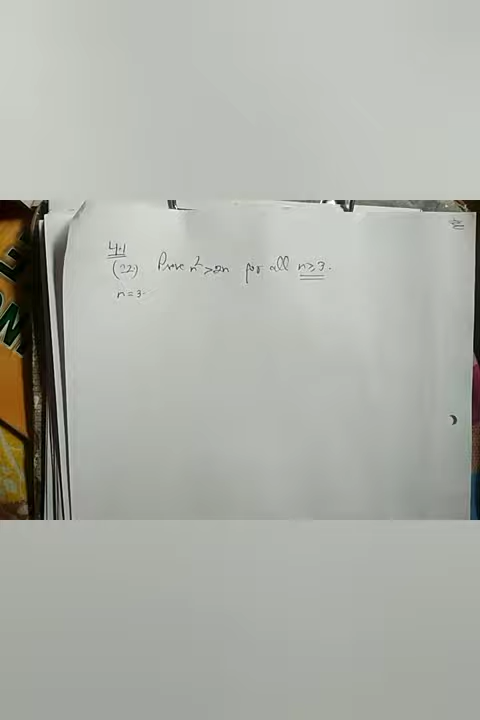 4.1
(22) Prove n² > 2n for all n ≥ 3.
n = 3.